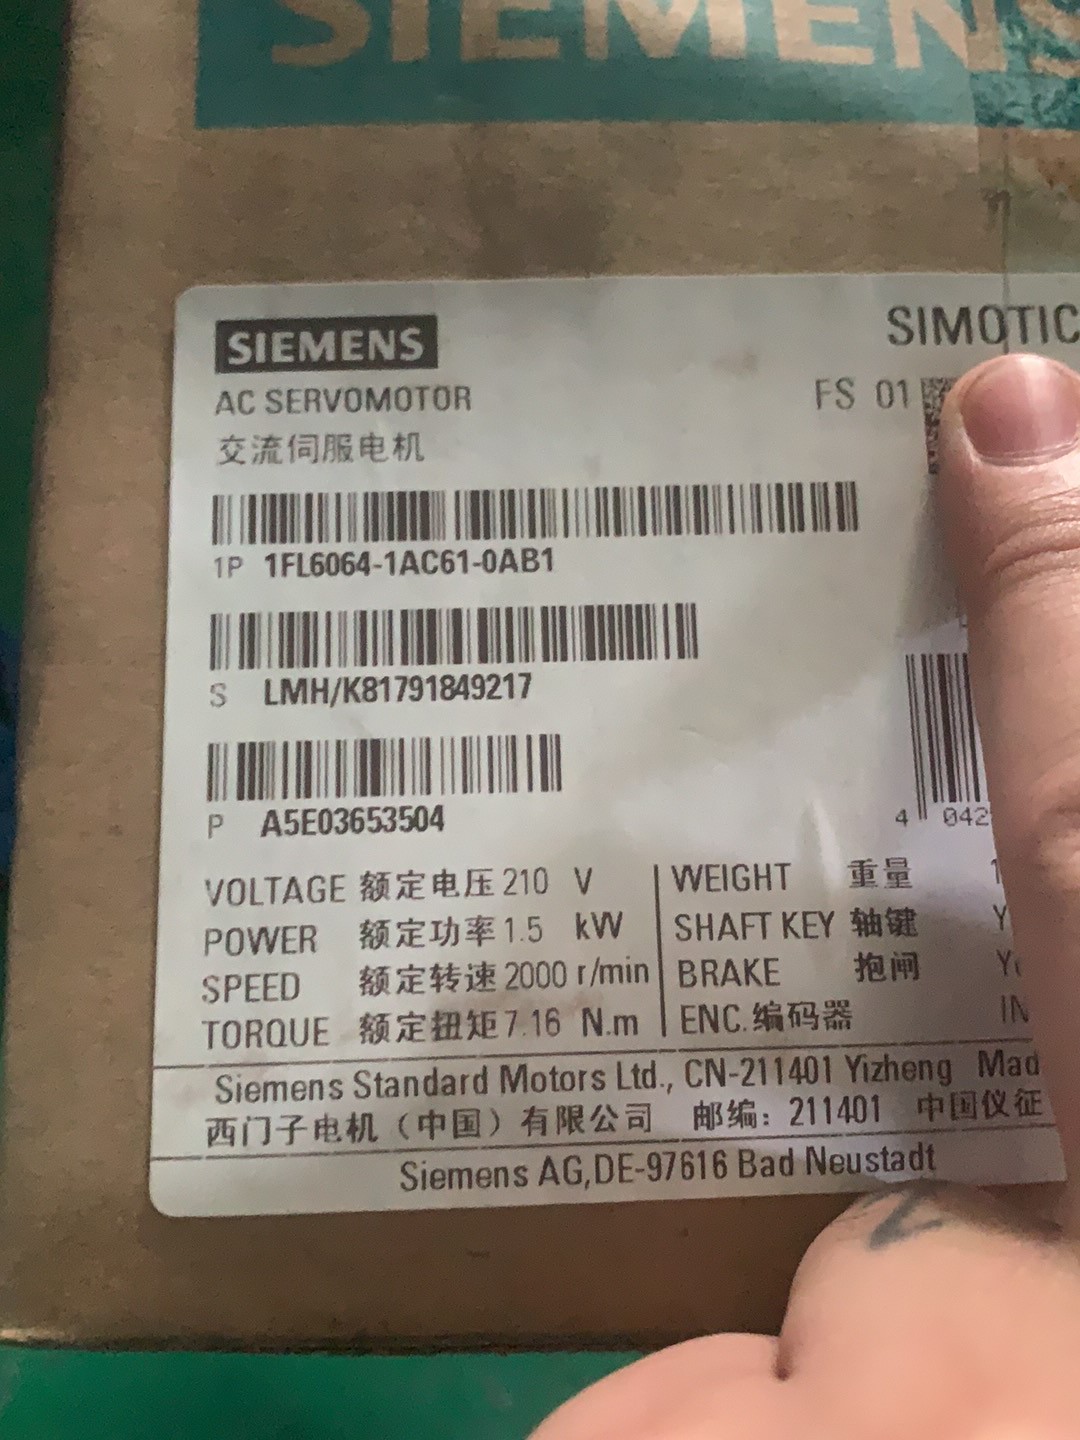 SIEMENS
SIEMENS
SIMOTIC
AC SERVOMOTOR
FS 01
交流伺服电机
1P 1FL6064-1AC61-0AB1
S LMH/K81791849217
P A5E03653504
4 042
VOLTAGE 额定电压 210 V
WEIGHT 重量 1
POWER 额定功率 1.5 kW
SHAFT KEY 轴键 Y
SPEED 额定转速 2000 r/min
BRAKE 抱闸 Y
TORQUE 额定扭矩 7.16 N.m
ENC. 编码器 IN
Siemens Standard Motors Ltd., CN-211401 Yizheng Mad
西门子电机（中国）有限公司 邮编：211401 中国仪征
Siemens AG,DE-97616 Bad Neustadt